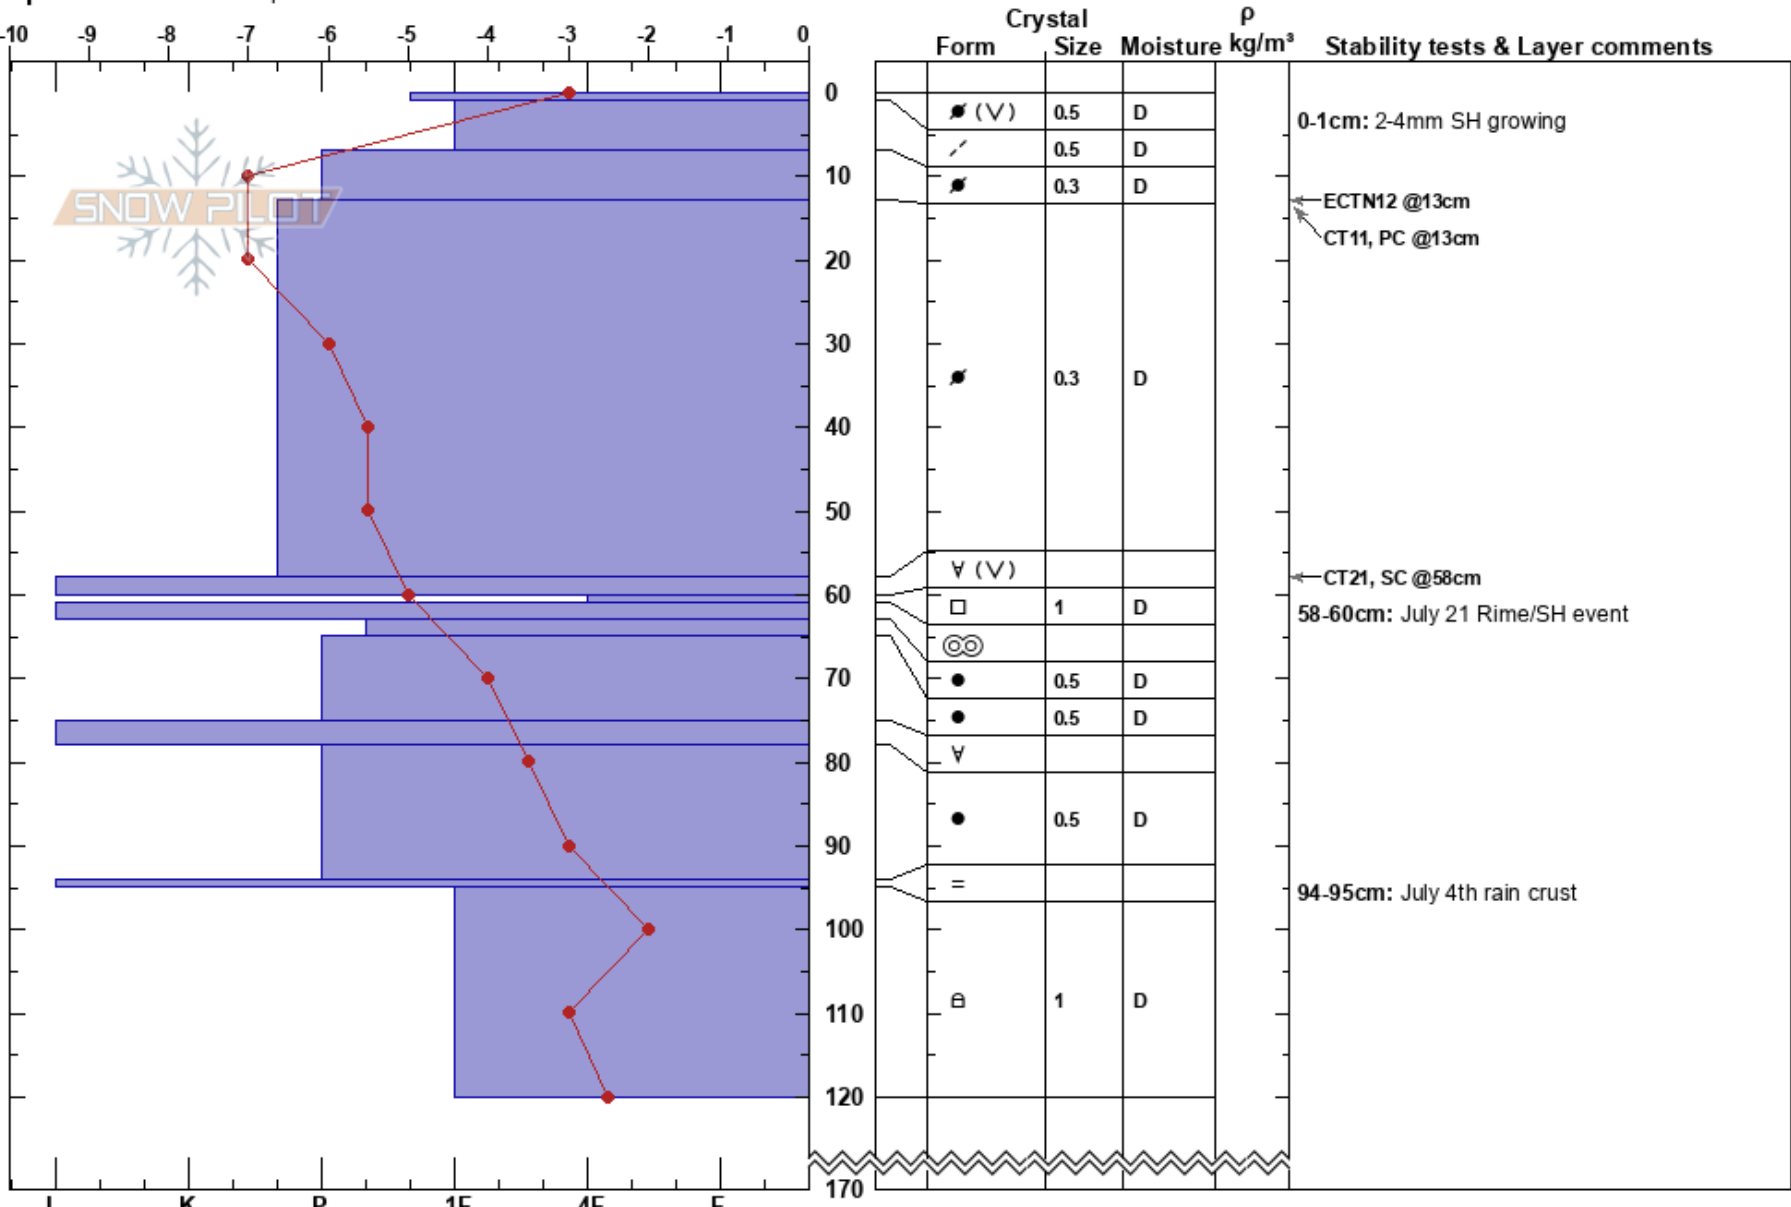 Crystal ρ
-10 -9 -8 -7 -6 -5 -4 -3 -2 -1 0
Form Size Moisture kg/m³ Stability tests & Layer comments
0
(V) 0.5 D
0-1cm: 2-4mm SH growing
0.5 D
10
0.3 D
SNOW PILOT
ECTN12 @13cm
CT11, PC @13cm
20
30
0.3 D
40
50
(V)
CT21, SC @58cm
60
1 D
58-60cm: July 21 Rime/SH event
70
0.5 D
0.5 D
80
0.5 D
90
=
94-95cm: July 4th rain crust
100
1 D
110
120
170
I K P 1F 4F F